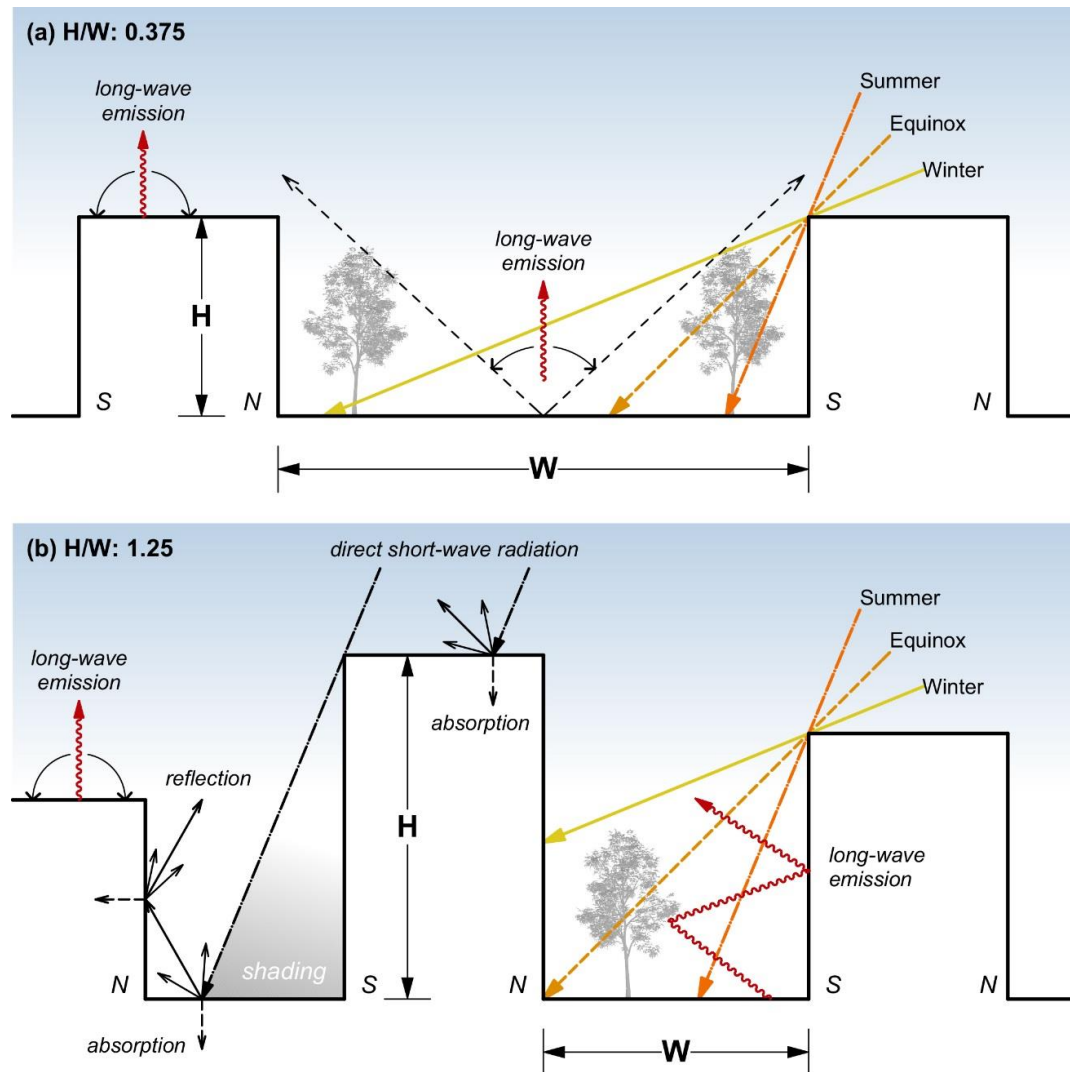 (a) H/W: 0.375
long-wave
emission
Summer
Equinox
Winter
long-wave
emission
H
S
N
S
N
W
(b) H/W: 1.25
direct short-wave radiation
Summer
Equinox
Winter
long-wave
emission
absorption
reflection
H
long-wave
emission
shading
N
S
N
S
absorption
W